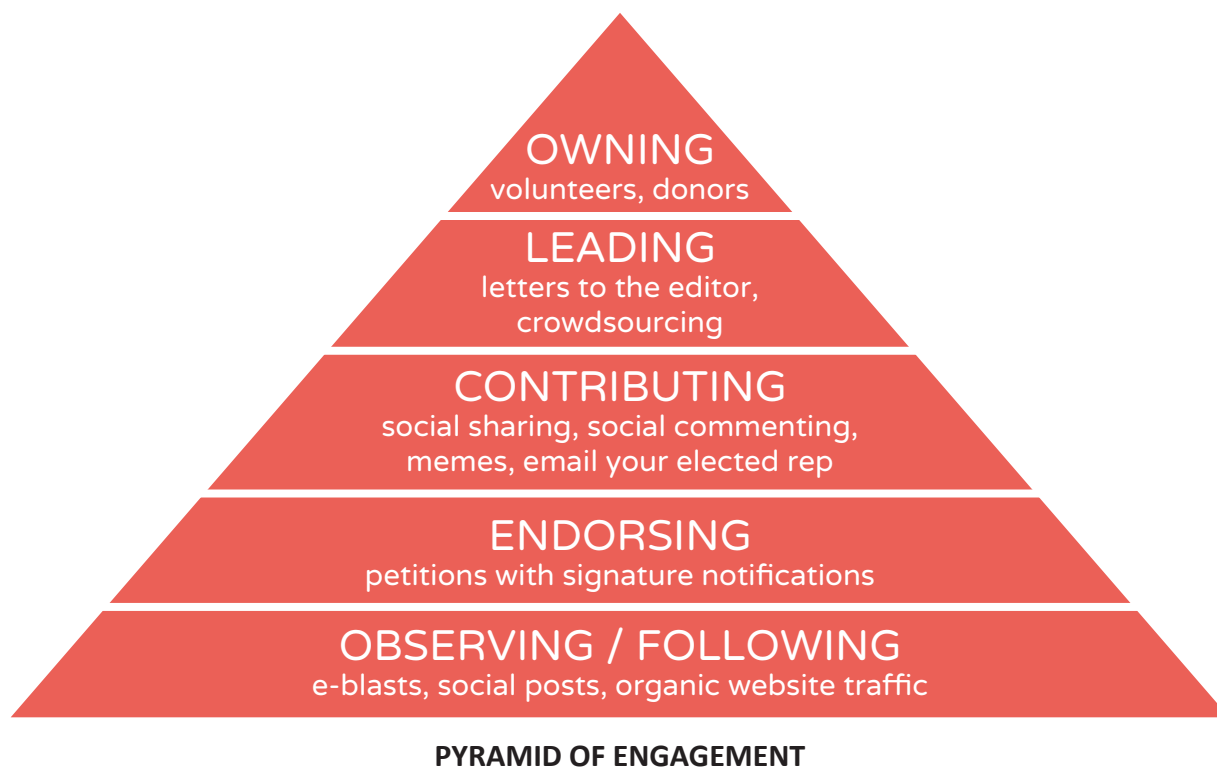 OWNING
volunteers, donors
LEADING
letters to the editor,
crowdsourcing
CONTRIBUTING
social sharing, social commenting,
memes, email your elected rep
ENDORSING
petitions with signature notifications
OBSERVING / FOLLOWING
e-blasts, social posts, organic website traffic
PYRAMID OF ENGAGEMENT